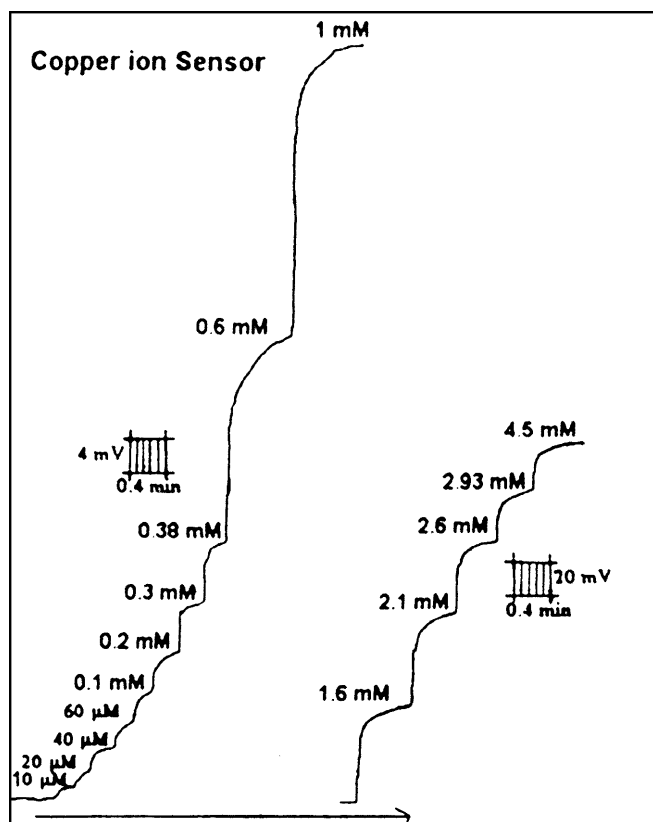 1 mM
Copper ion Sensor
0.6 mM
4 mV
0.4 min
0.38 mM
0.3 mM
0.2 mM
0.1 mM
60 µM
40 µM
20 µM
10 µM
4.5 mM
2.93 mM
2.6 mM
20 mV
0.4 min
2.1 mM
1.6 mM